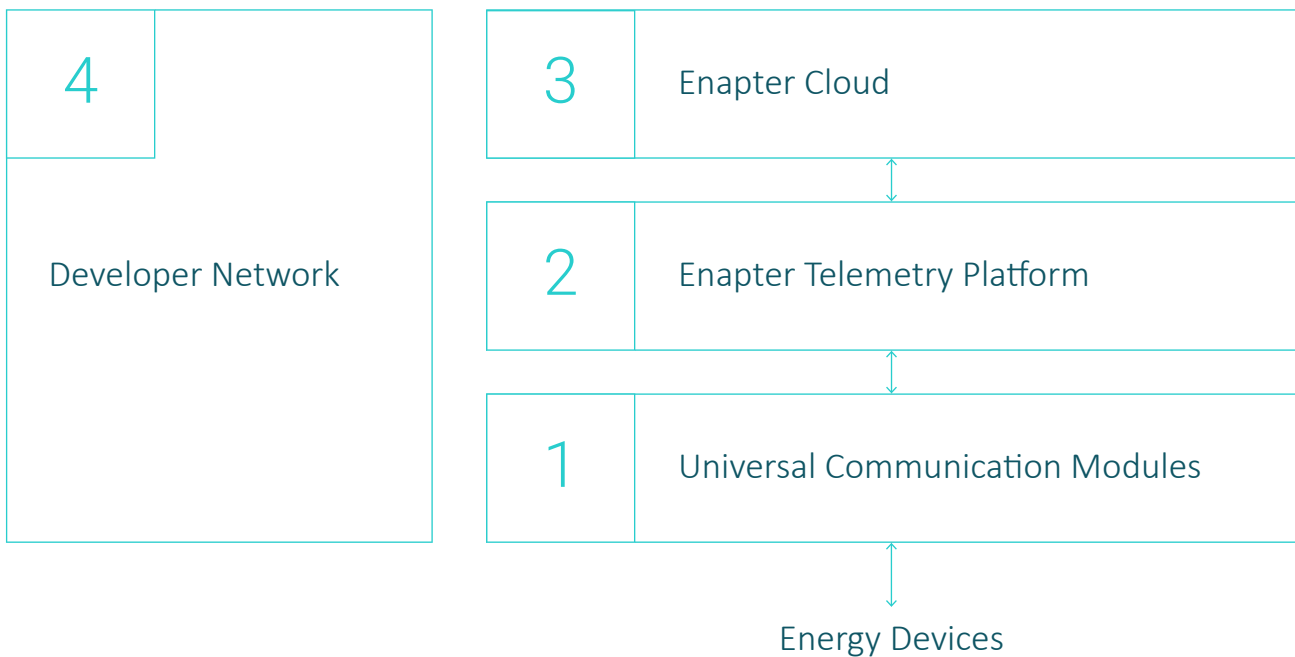 4
Developer Network
3
Enapter Cloud
2
Enapter Telemetry Platform
1
Universal Communication Modules
Energy Devices